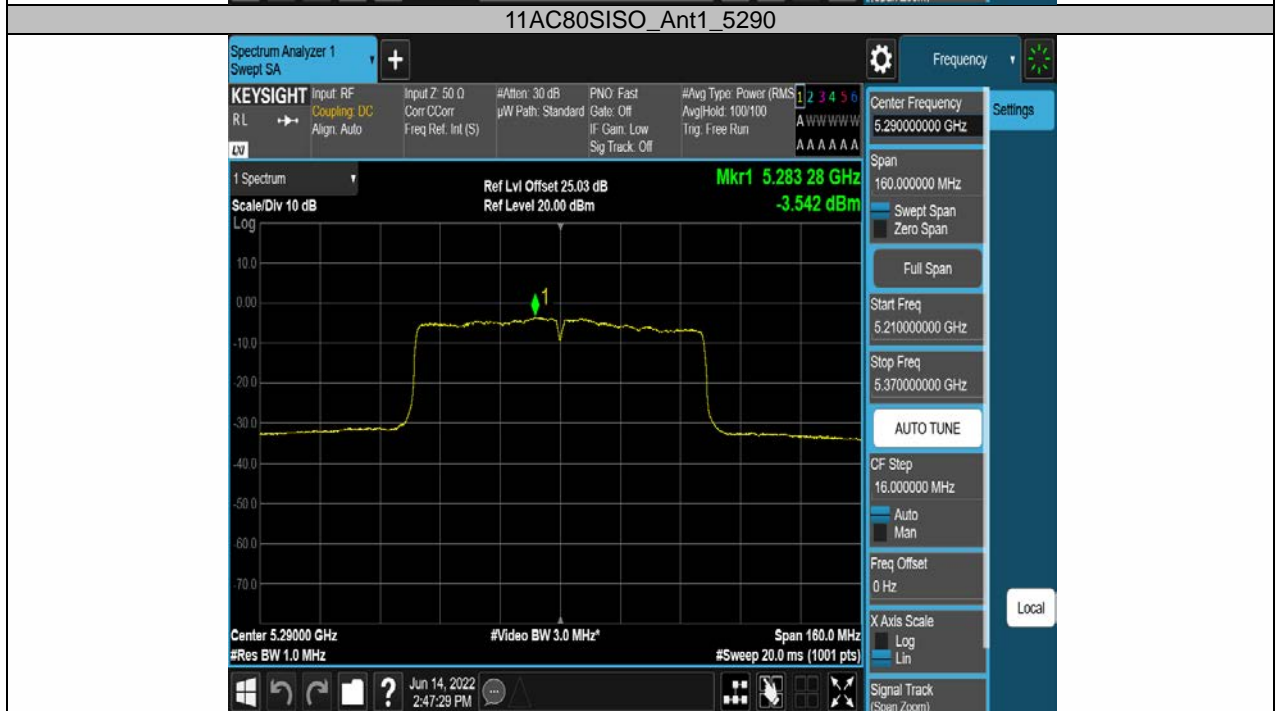 11AC80SISO_Ant1_5290
Spectrum Analyzer 1
Swept SA
Frequency
KEYSIGHT
RL
LXI
Input: RF
Coupling: DC
Align: Auto
Input Z: 50 Ω
Corr CCorr
Freq Ref: Int (S)
#Atten: 30 dB
µW Path: Standard
PNO: Fast
Gate: Off
IF Gain: Low
Sig Track: Off
#Avg Type: Power (RMS
Avg|Hold: 100/100
Trig: Free Run
1 2 3 4 5 6
A W W W W W
A A A A A A
1 Spectrum
Scale/Div 10 dB
Log
Ref Lvl Offset 25.03 dB
Ref Level 20.00 dBm
Mkr1 5.283 28 GHz
-3.542 dBm
10.0
0.00
-10.0
-20.0
-30.0
-40.0
-50.0
-60.0
-70.0
1
Center 5.29000 GHz
#Res BW 1.0 MHz
#Video BW 3.0 MHz*
Span 160.0 MHz
#Sweep 20.0 ms (1001 pts)
Jun 14, 2022
2:47:29 PM
?
Center Frequency
5.290000000 GHz
Settings
Span
160.000000 MHz
Swept Span
Zero Span
Full Span
Start Freq
5.210000000 GHz
Stop Freq
5.370000000 GHz
AUTO TUNE
CF Step
16.000000 MHz
Auto
Man
Freq Offset
0 Hz
X Axis Scale
Log
Lin
Local
Signal Track
(Span Zoom)